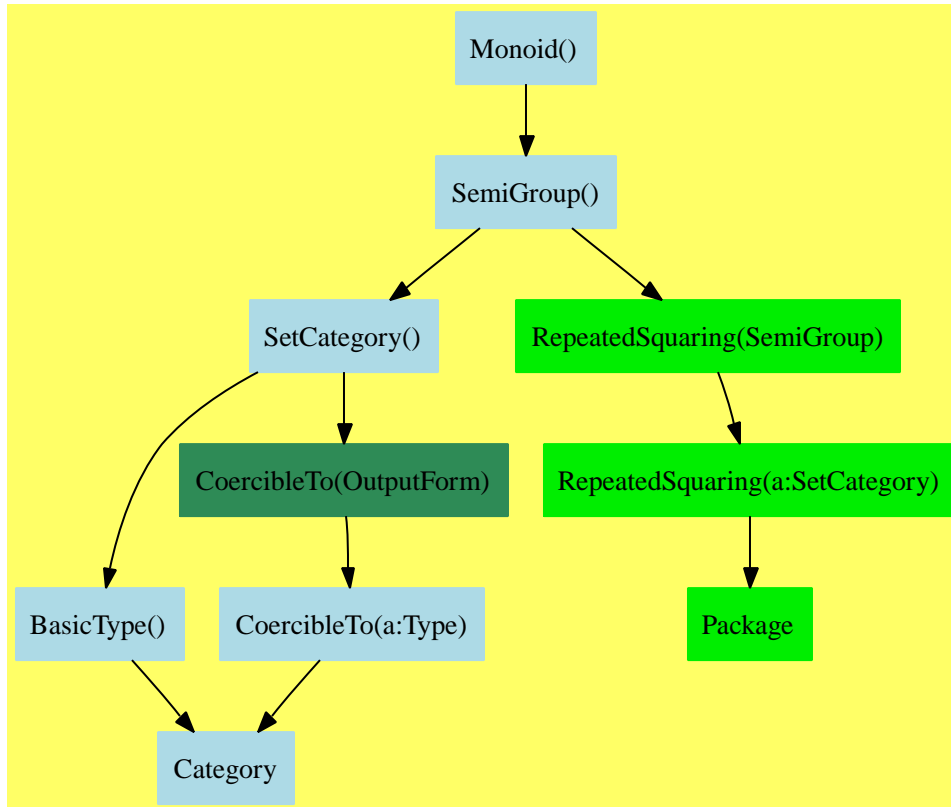 Monoid()
SemiGroup()
SetCategory()
RepeatedSquaring(SemiGroup)
CoercibleTo(OutputForm)
RepeatedSquaring(a:SetCategory)
BasicType()
CoercibleTo(a:Type)
Package
Category